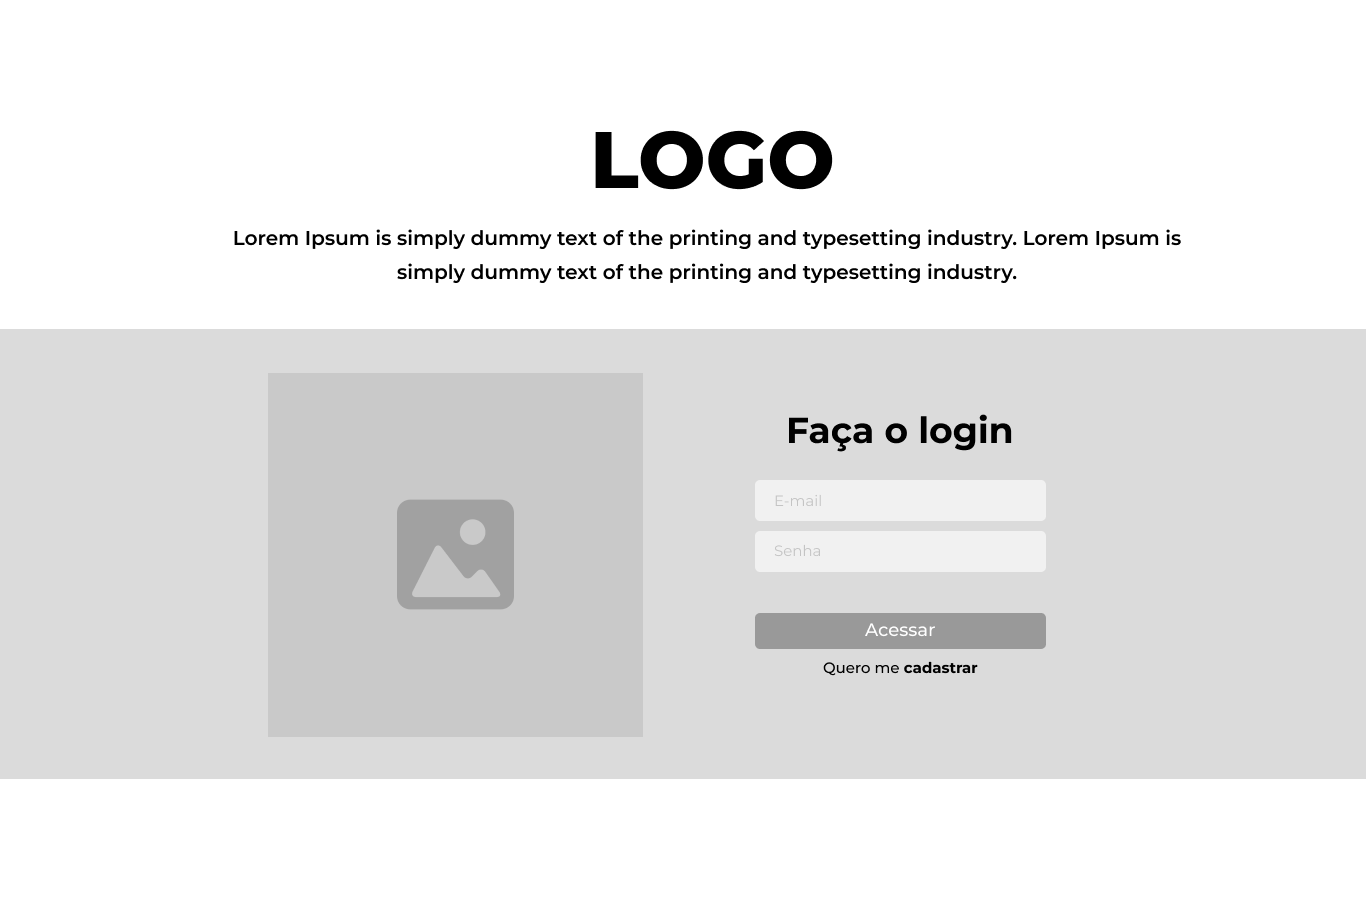 LOGO
Lorem Ipsum is simply dummy text of the printing and typesetting industry. Lorem Ipsum is
simply dummy text of the printing and typesetting industry.
Faça o login
E-mail
Senha
Acessar
Quero me cadastrar